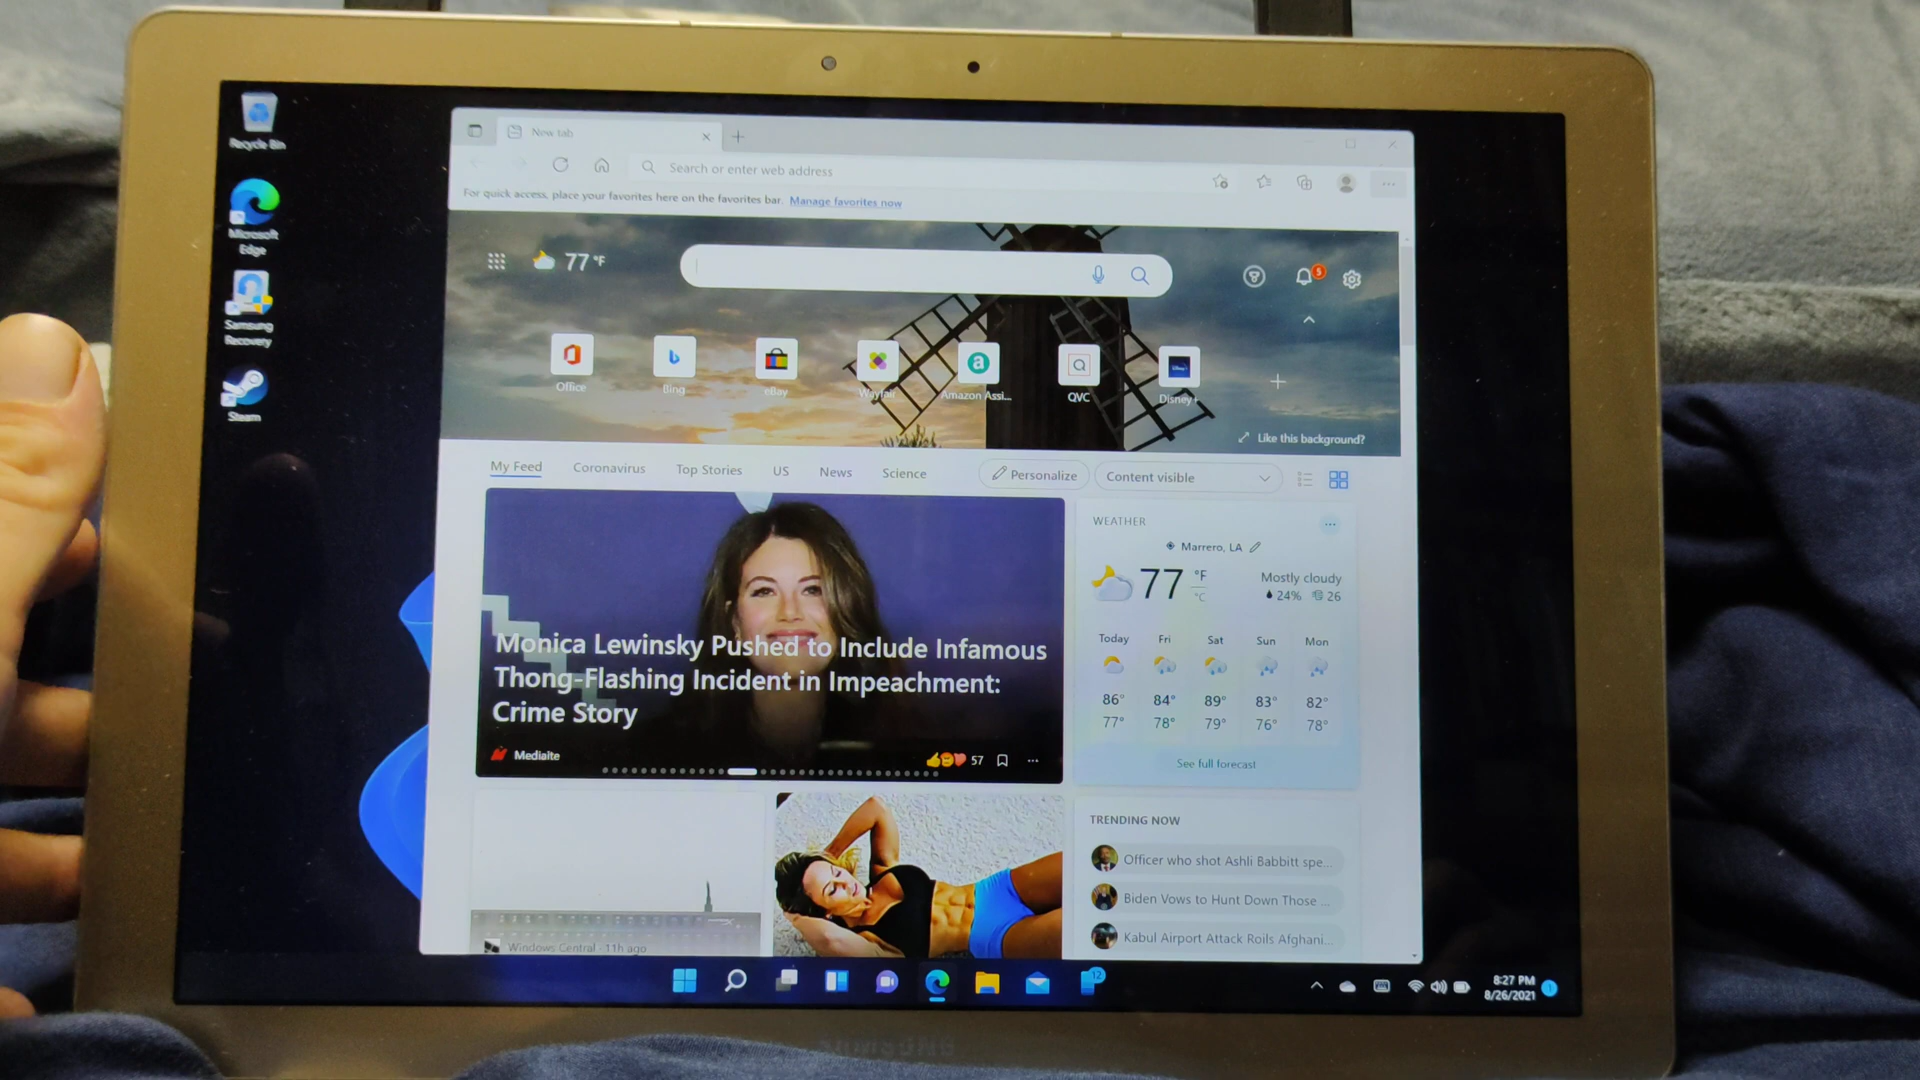 Recycle Bin
Microsoft
Edge
Samsung
Recovery
Steam
New tab
Search or enter web address
For quick access, place your favorites here on the favorites bar. Manage favorites now
77 °F
5
Office
Bing
eBay
Wayfair
Amazon Assi...
QVC
Disney+
Like this background?
My Feed
Coronavirus
Top Stories
US
News
Science
Personalize
Content visible
Monica Lewinsky Pushed to Include Infamous
Thong-Flashing Incident in Impeachment:
Crime Story
Mediaite
57
WEATHER
Marrero, LA
77 °F
°C
Mostly cloudy
24% 26
Today Fri Sat Sun Mon
86° 84° 89° 83° 82°
77° 78° 79° 76° 78°
See full forecast
Windows Central · 11h ago
TRENDING NOW
Officer who shot Ashli Babbitt spe...
Biden Vows to Hunt Down Those ...
Kabul Airport Attack Roils Afghani...
12
8:27 PM
8/26/2021
1
SAMSUNG